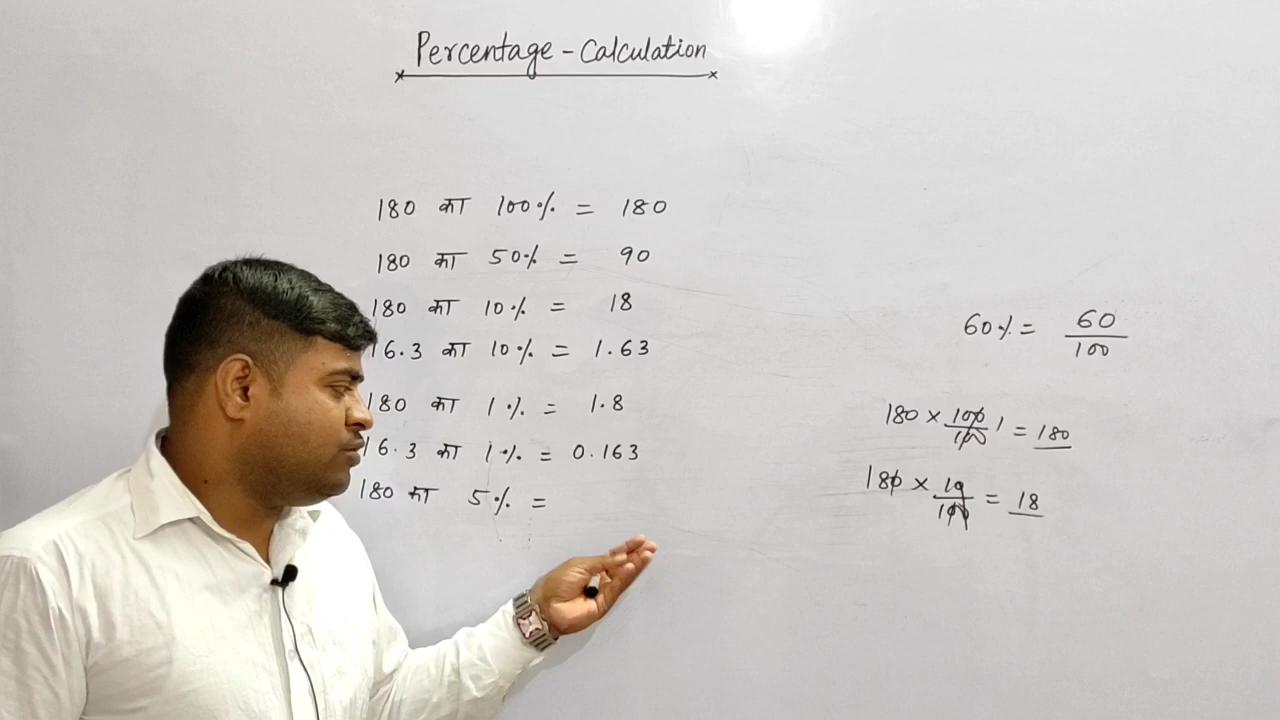 Percentage - Calculation
180 का 100% = 180
180 का 50% = 90
180 का 10% = 18
16.3 का 10% = 1.63
180 का 1% = 1.8
16.3 का 1% = 0.163
180 का 5% =
60% = 60/100
180 × 100/100 1 = 180
180 × 10/100 = 18